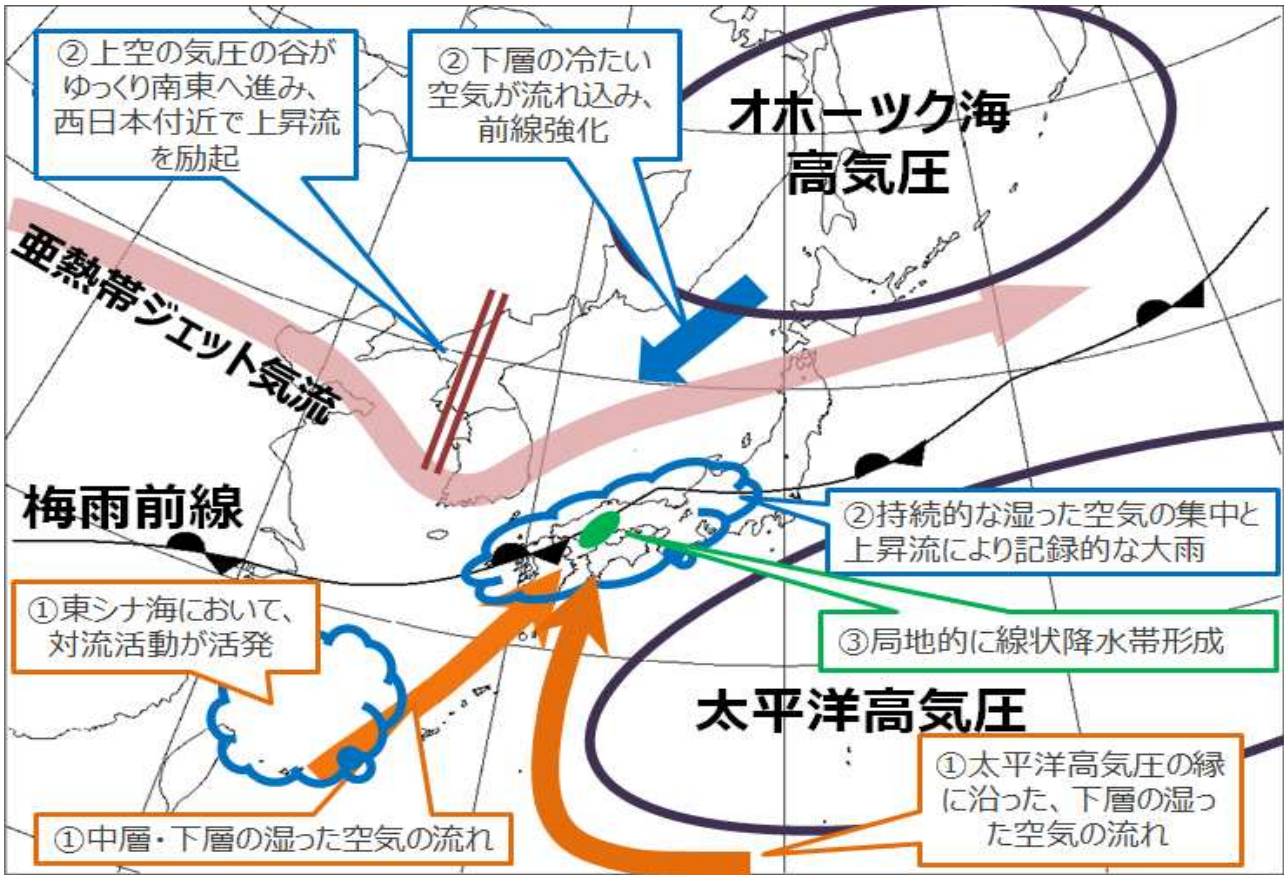 ②上空の気圧の谷が
ゆっくり南東へ進み、
西日本付近で上昇流
を励起
②下層の冷たい
空気が流れ込み、
前線強化
オホーツク海
高気圧
亜熱帯ジェット気流
梅雨前線
②持続的な湿った空気の集中と
上昇流により記録的な大雨
①東シナ海において、
対流活動が活発
③局地的に線状降水帯形成
太平洋高気圧
①太平洋高気圧の縁
に沿った、下層の湿っ
た空気の流れ
①中層・下層の湿った空気の流れ